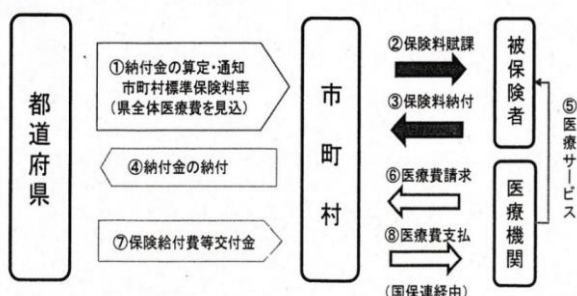 都道府県
①納付金の算定・通知
市町村標準保険料率
(県全体医療費を見込)
④納付金の納付
⑦保険給付費等交付金
市町村
②保険料賦課
③保険料納付
⑥医療費請求
⑧医療費支払
(国保連経由)
被保険者
医療機関
⑤医療サービス